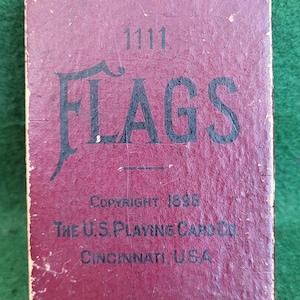 1111
FLAGS
COPYRIGHT 1896
THE U.S. PLAYING CARD CO.
CINCINNATI, U.S.A.